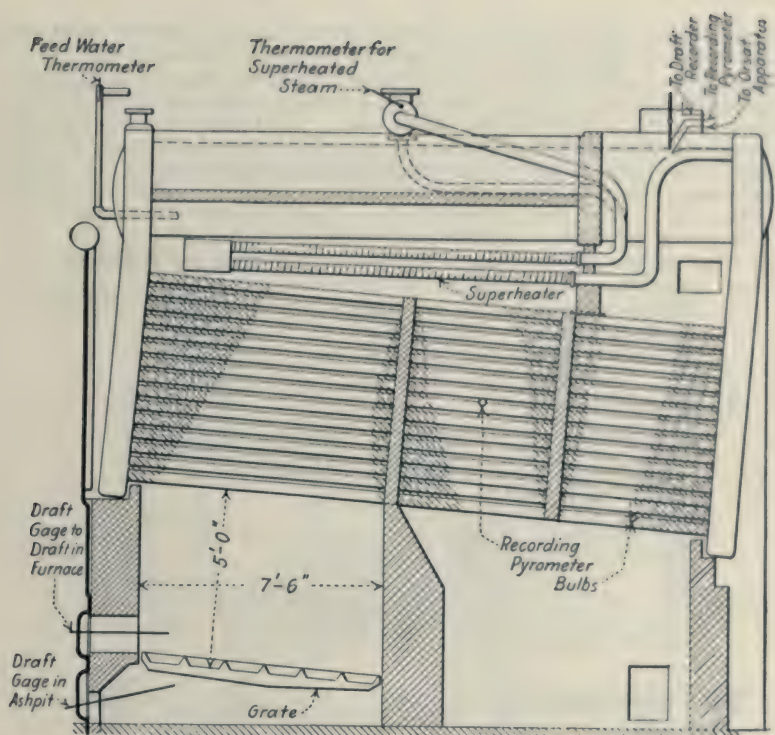 Feed Water
Thermometer
Thermometer for
Superheated
Steam
To Draft
Recorder
To Recording
Pyrometer
To Orsat
Apparatus
Superheater
Draft
Gage to
Draft in
Furnace
5'-0"
7'-6"
Recording
Pyrometer
Bulbs
Draft
Gage in
Ashpit
Grate